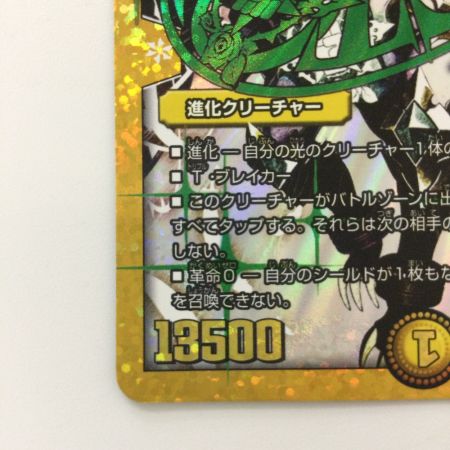 進化クリーチャー
■進化―自分の光のクリーチャー1体の
■T・ブレイカー
■このクリーチャーがバトルゾーンに出
すべてタップする。それらは次の相手の
しない。
■革命0―自分のシールドが1枚もな
を召喚できない。
13500
T